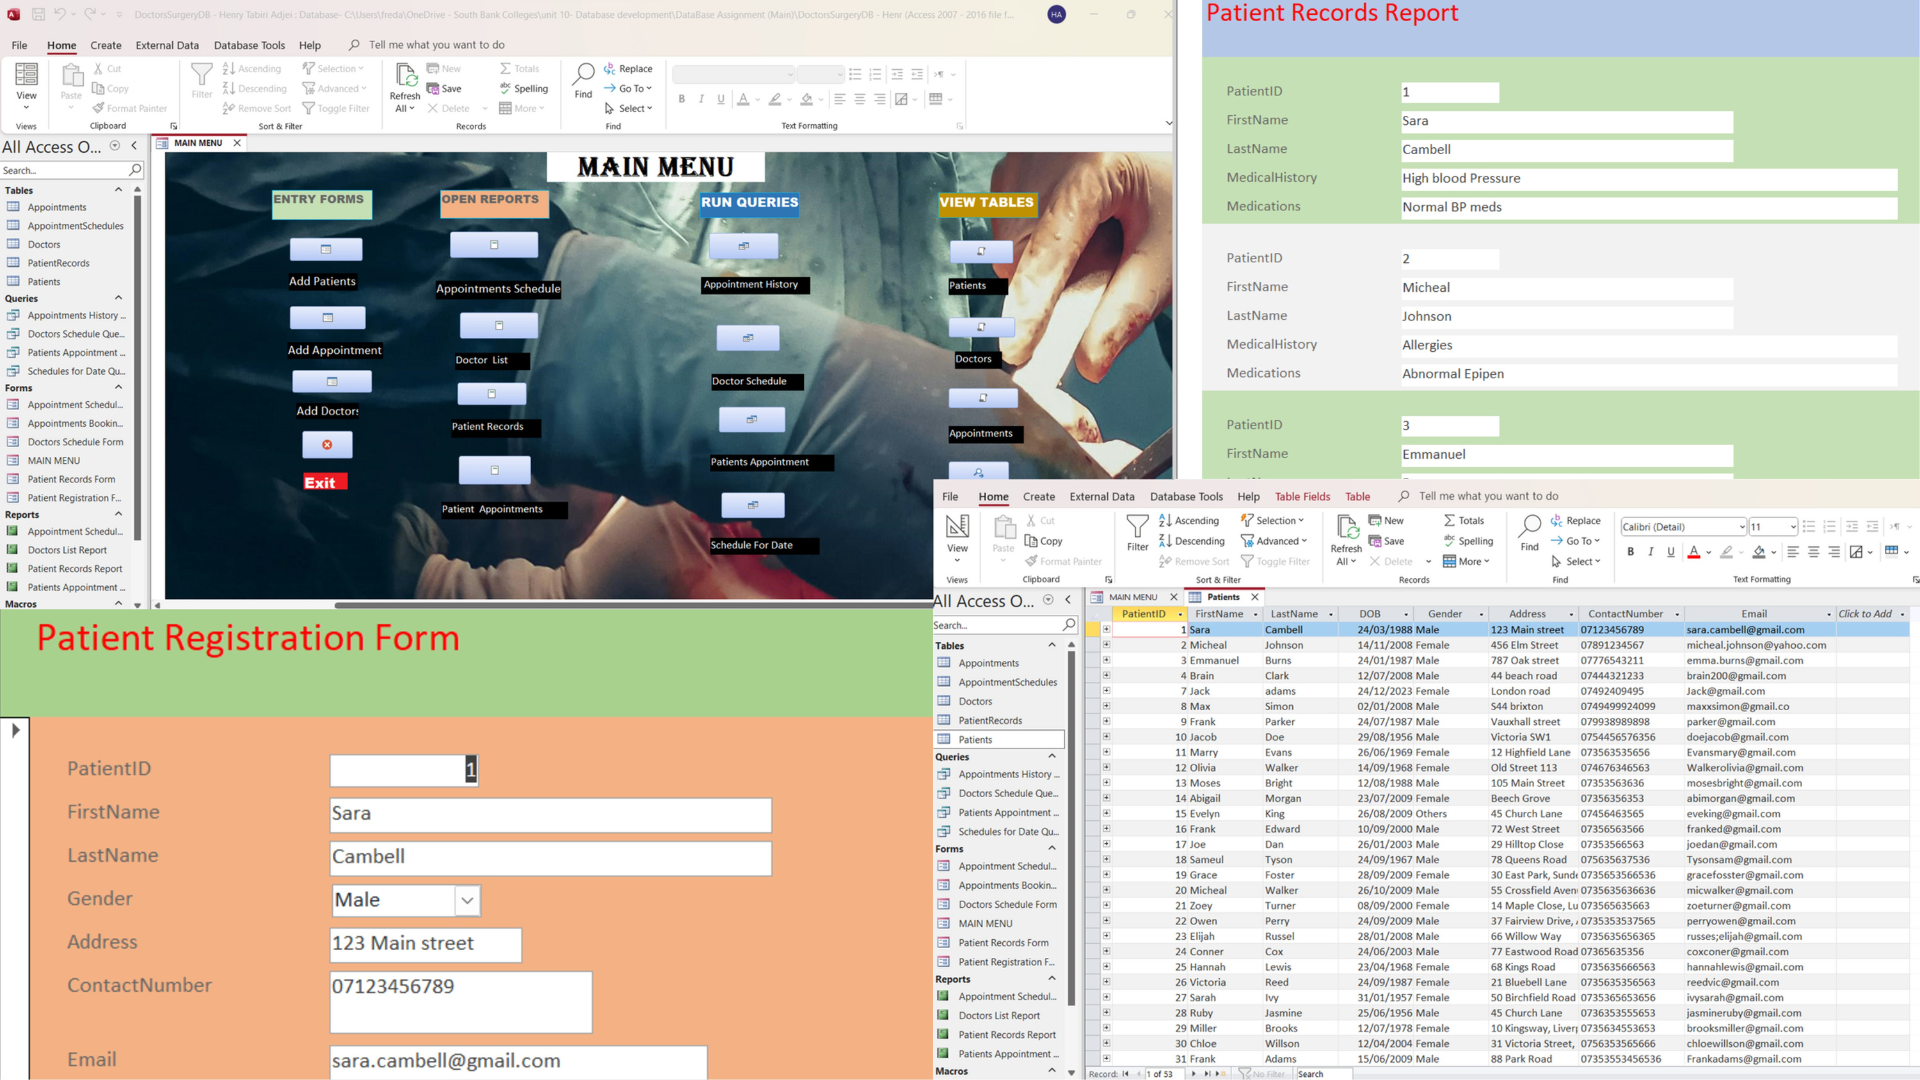 DoctorsSurgeryDB - Henry Tabiri Adjei : Database- C:\Users\freda\OneDrive - South Bank Colleges\unit 10- Database development\DataBase Assignment (Main)\DoctorsSurgeryDB - Henr (Access 2007 - 2016 file f...
HA
File Home Create External Data Database Tools Help Tell me what you want to do
View
Views
Paste
Cut
Copy
Format Painter
Clipboard
Filter
Ascending
Descending
Remove Sort
Selection
Advanced
Toggle Filter
Sort & Filter
Refresh All
New
Save
Delete
Totals
Spelling
More
Records
Find
Replace
Go To
Select
Find
B I U A
Text Formatting
All Access O...
Search...
Tables
Appointments
AppointmentSchedules
Doctors
PatientRecords
Patients
Queries
Appointments History ...
Doctors Schedule Que...
Patients Appointment ...
Schedules for Date Qu...
Forms
Appointment Schedul...
Appointments Bookin...
Doctors Schedule Form
MAIN MENU
Patient Records Form
Patient Registration F...
Reports
Appointment Schedul...
Doctors List Report
Patient Records Report
Patients Appointment ...
Macros
MAIN MENU
MAIN MENU
ENTRY FORMS
Add Patients
Add Appointment
Add Doctors
Exit
OPEN REPORTS
Appointments Schedule
Doctor List
Patient Records
Patient Appointments
RUN QUERIES
Appointment History
Doctor Schedule
Patients Appointment
Schedule For Date
VIEW TABLES
Patients
Doctors
Appointments
Patient Records Report
PatientID 1
FirstName Sara
LastName Cambell
MedicalHistory High blood Pressure
Medications Normal BP meds
PatientID 2
FirstName Micheal
LastName Johnson
MedicalHistory Allergies
Medications Abnormal Epipen
PatientID 3
FirstName Emmanuel
Patient Registration Form
PatientID 1
FirstName Sara
LastName Cambell
Gender Male
Address 123 Main street
ContactNumber 07123456789
Email sara.cambell@gmail.com
File Home Create External Data Database Tools Help Table Fields Table Tell me what you want to do
View
Views
Paste
Cut
Copy
Format Painter
Clipboard
Filter
Ascending
Descending
Remove Sort
Selection
Advanced
Toggle Filter
Sort & Filter
Refresh All
New
Save
Delete
Totals
Spelling
More
Records
Find
Replace
Go To
Select
Find
Calibri (Detail) 11
B I U A
Text Formatting
All Access O...
Search...
Tables
Appointments
AppointmentSchedules
Doctors
PatientRecords
Patients
Queries
Appointments History ...
Doctors Schedule Que...
Patients Appointment ...
Schedules for Date Qu...
Forms
Appointment Schedul...
Appointments Bookin...
Doctors Schedule Form
MAIN MENU
Patient Records Form
Patient Registration F...
Reports
Appointment Schedul...
Doctors List Report
Patient Records Report
Patients Appointment ...
Macros
MAIN MENU Patients
PatientID FirstName LastName DOB Gender Address ContactNumber Email Click to Add
1 Sara Cambell 24/03/1988 Male 123 Main street 07123456789 sara.cambell@gmail.com
2 Micheal Johnson 14/11/2008 Female 456 Elm Street 07891234567 micheal.johnson@yahoo.com
3 Emmanuel Burns 24/01/1987 Male 787 Oak street 07776543211 emma.burns@gmail.com
4 Brain Clark 12/07/2008 Male 44 beach road 07444321233 brain200@gmail.com
7 Jack adams 24/12/2023 Female London road 07492409495 Jack@gmail.com
8 Max Simon 02/01/2008 Male S44 brixton 0749499924099 maxxsimon@gmail.co
9 Frank Parker 24/07/1987 Male Vauxhall street 079938989898 parker@gmail.com
10 Jacob Doe 29/08/1956 Male Victoria SW1 0754456576356 doejacob@gmail.com
11 Marry Evans 26/06/1969 Female 12 Highfield Lane 073563535656 Evansmary@gmail.com
12 Olivia Walker 14/09/1968 Female Old Street 113 074676346563 Walkerolivia@gmail.com
13 Moses Bright 12/08/1988 Male 105 Main Street 07353563636 mosesbright@gmail.com
14 Abigail Morgan 23/07/2009 Female Beech Grove 07356356353 abimorgan@gmail.com
15 Evelyn King 26/08/2009 Others 45 Church Lane 07456463565 eveking@gmail.com
16 Frank Edward 10/09/2000 Male 72 West Street 07356563566 franked@gmail.com
17 Joe Dan 26/01/2003 Male 29 Hilltop Close 07353566563 joedan@gmail.com
18 Sameul Tyson 24/09/1967 Male 78 Queens Road 075635637536 Tysonsam@gmail.com
19 Grace Foster 28/09/2009 Female 30 East Park, Sunde 0735653566536 gracefosster@gmail.com
20 Micheal Walker 26/10/2009 Male 55 Crossfield Aven 0735635636636 micwalker@gmail.com
21 Zoey Turner 08/09/2000 Female 14 Maple Close, Lu 073565635663 zoeturner@gmail.com
22 Owen Perry 24/09/2009 Male 37 Fairview Drive, 0735353537565 perryowen@gmail.com
23 Elijah Russel 28/01/2008 Male 66 Willow Way 0735635656365 russes;elijah@gmail.com
24 Conner Cox 24/06/2003 Male 77 Eastwood Road 07365635356 coxconer@gmail.com
25 Hannah Lewis 23/04/1968 Female 68 Kings Road 0735635666563 hannahlewis@gmail.com
26 Victoria Reed 24/09/1987 Female 21 Bluebell Lane 0735635356563 reedvic@gmail.com
27 Sarah Ivy 31/01/1957 Female 50 Birchfield Road 0735365653656 ivysarah@gmail.com
28 Ruby Jasmine 25/06/1956 Male 45 Church Lane 0736353555653 jasmineruby@gmail.com
29 Miller Brooks 12/07/1978 Female 10 Kingsway, Liver 0735634553653 brooksmiller@gmail.com
30 Chloe Willson 12/04/2004 Female 31 Victoria Street, 0756356565666 chloewillson@gmail.com
31 Frank Adams 15/06/2009 Male 88 Park Road 07353553456536 Frankadams@gmail.com
Record: 1 of 53 No Filter Search